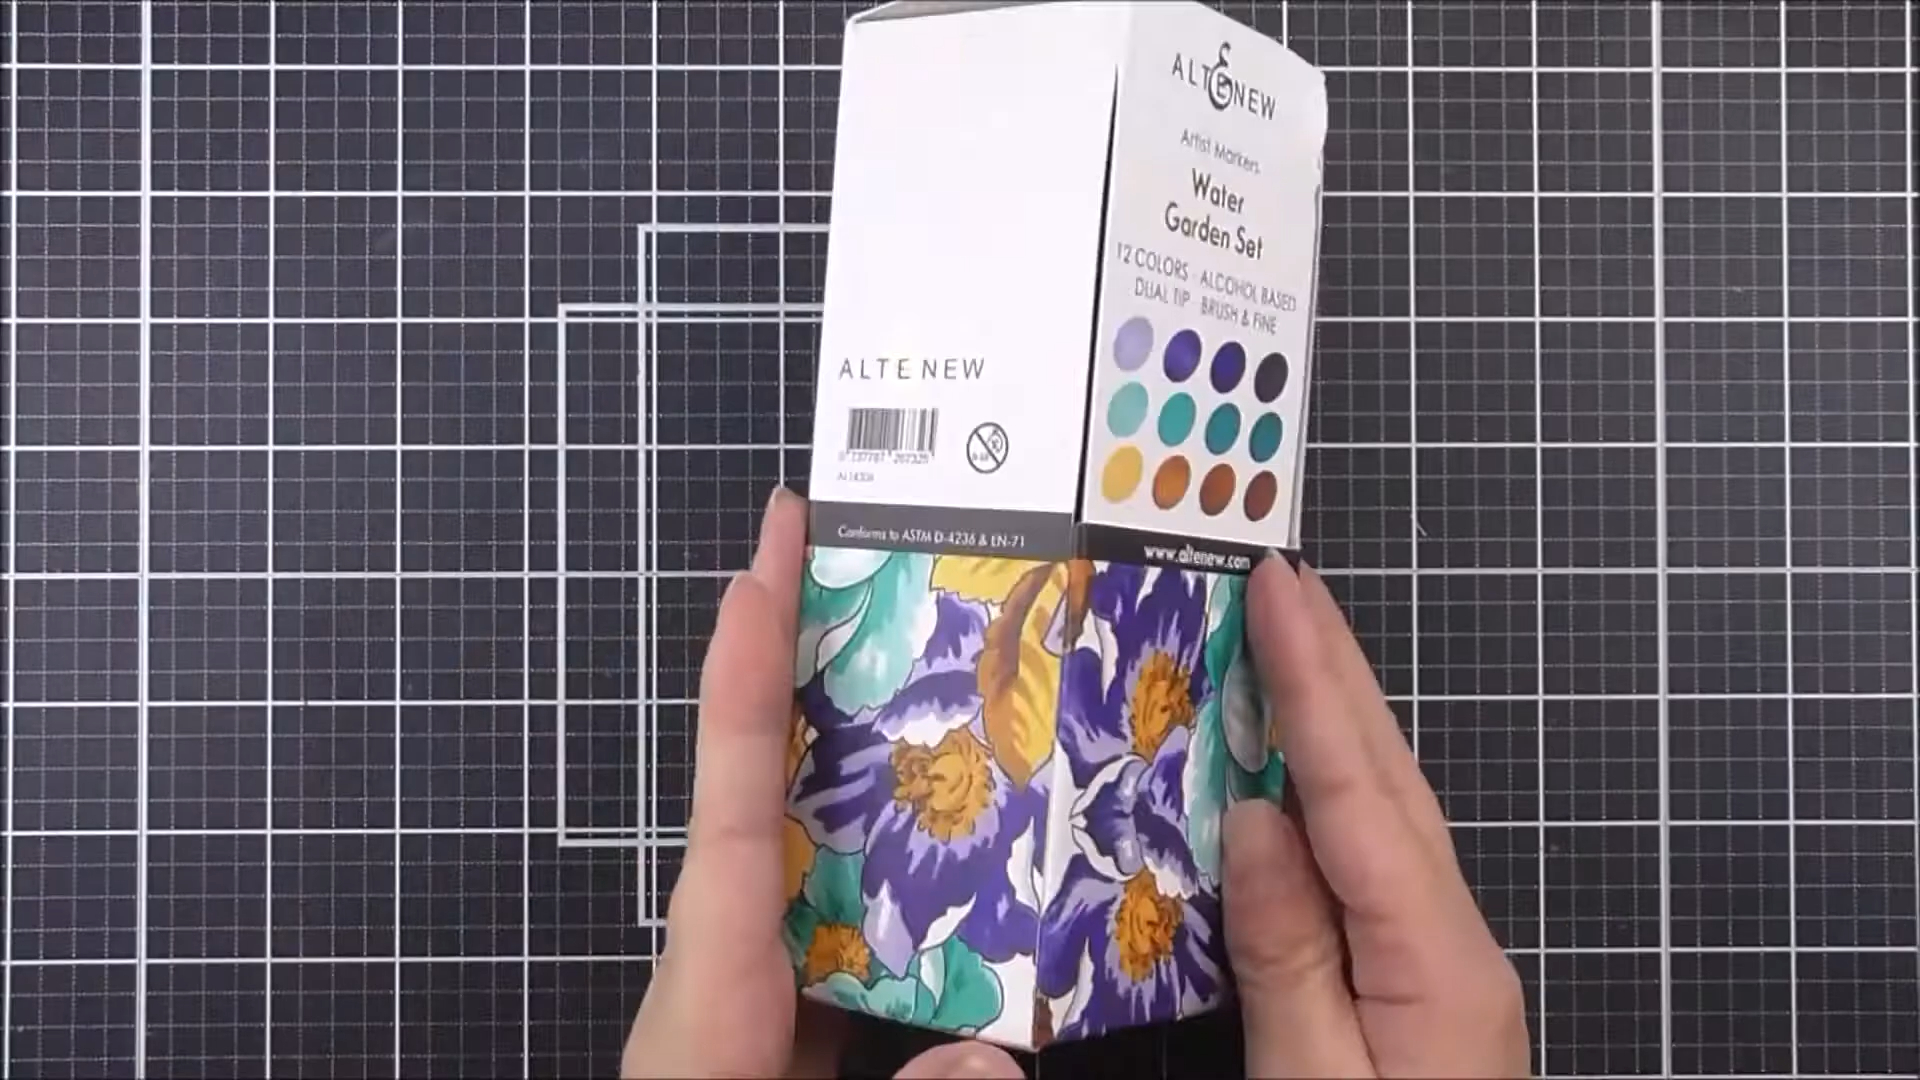 ALTENEW
Artist Markers
Water
Garden Set
12 COLORS - ALCOHOL BASED
DUAL TIP - BRUSH & FINE
www.altenew.com
ALTENEW
Conforms to ASTM D-4236 & EN-71